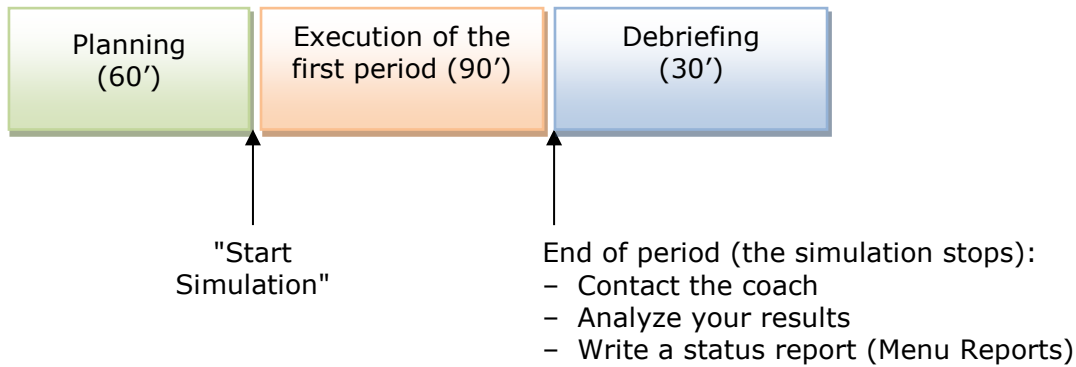 Planning
(60’)
Execution of the
first period (90’)
Debriefing
(30’)
"Start
Simulation"
End of period (the simulation stops):
– Contact the coach
– Analyze your results
– Write a status report (Menu Reports)